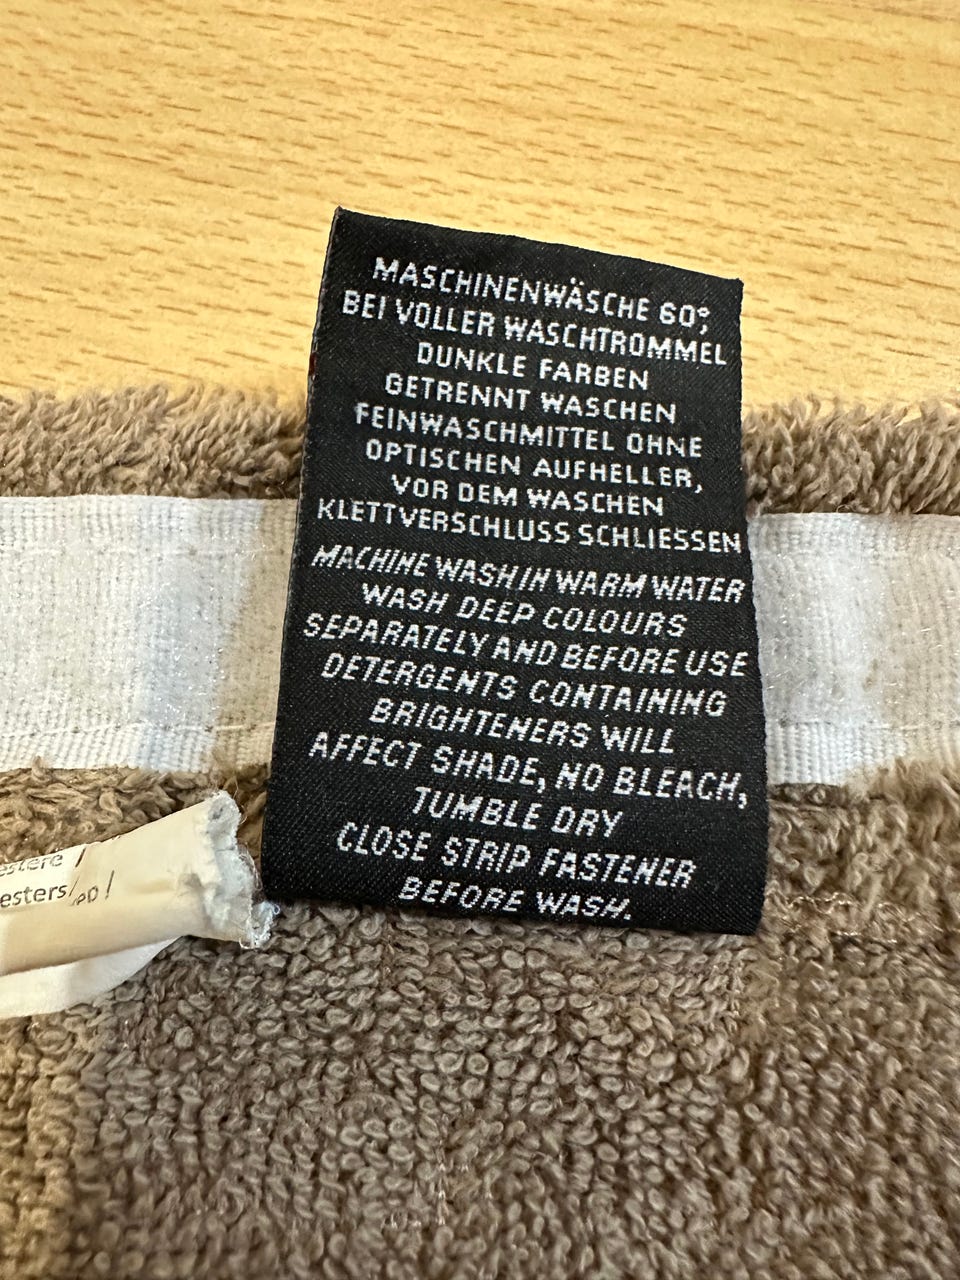 MASCHINENWÄSCHE 60°,
BEI VOLLER WASCHTROMMEL
DUNKLE FARBEN
GETRENNT WASCHEN
FEINWASCHMITTEL OHNE
OPTISCHEN AUFHELLER,
VOR DEM WASCHEN
KLETTVERSCHLUSS SCHLIESSEN
MACHINE WASH IN WARM WATER
WASH DEEP COLOURS
SEPARATELY AND BEFORE USE
DETERGENTS CONTAINING
BRIGHTENERS WILL
AFFECT SHADE, NO BLEACH,
TUMBLE DRY
CLOSE STRIP FASTENER
BEFORE WASH.